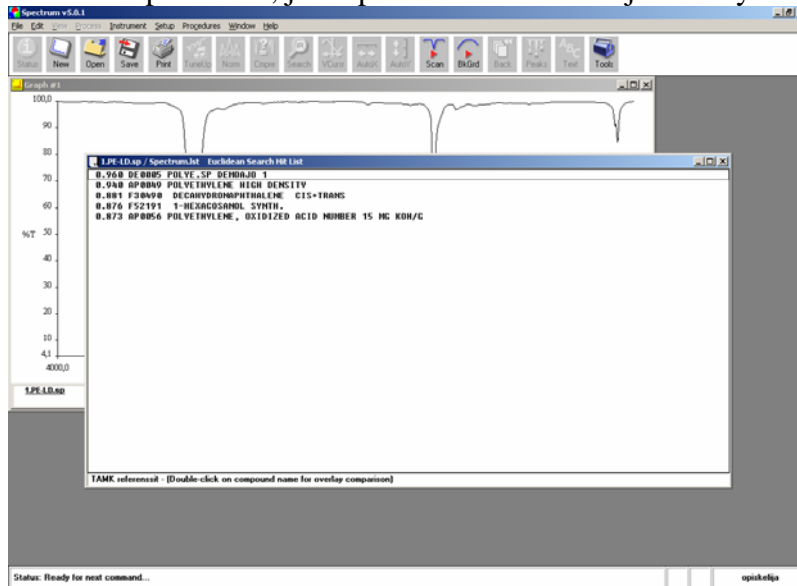 Spectrum v5.0.1
File Edit View Process Instrument Setup Procedures Window Help
Status New Open Save Print TuneUp Norm Cnpve Search VCurs AutoX AutoY Scan BkGrd Back Peaks Text Tools
Graph #1
100,0
90
80
70
60
%T 50
40
30
20
10
4,1
4000,0
1.PE-LD.sp
1.PE-LD.sp / Spectrum.lst Euclidean Search Hit List
0.960 DE0005 POLYE.SP DEMOAJO 1
0.940 AP0049 POLYETHYLENE HIGH DENSITY
0.881 F30490 DECAHYDRONAPHTHALENE CIS+TRANS
0.876 F52191 1-HEXACOSANOL SYNTH.
0.873 AP0056 POLYETHYLENE, OXIDIZED ACID NUMBER 15 MG KOH/G
TAMK referenssit - (Double-click on compound name for overlay comparison)
Status: Ready for next command... opiskelija